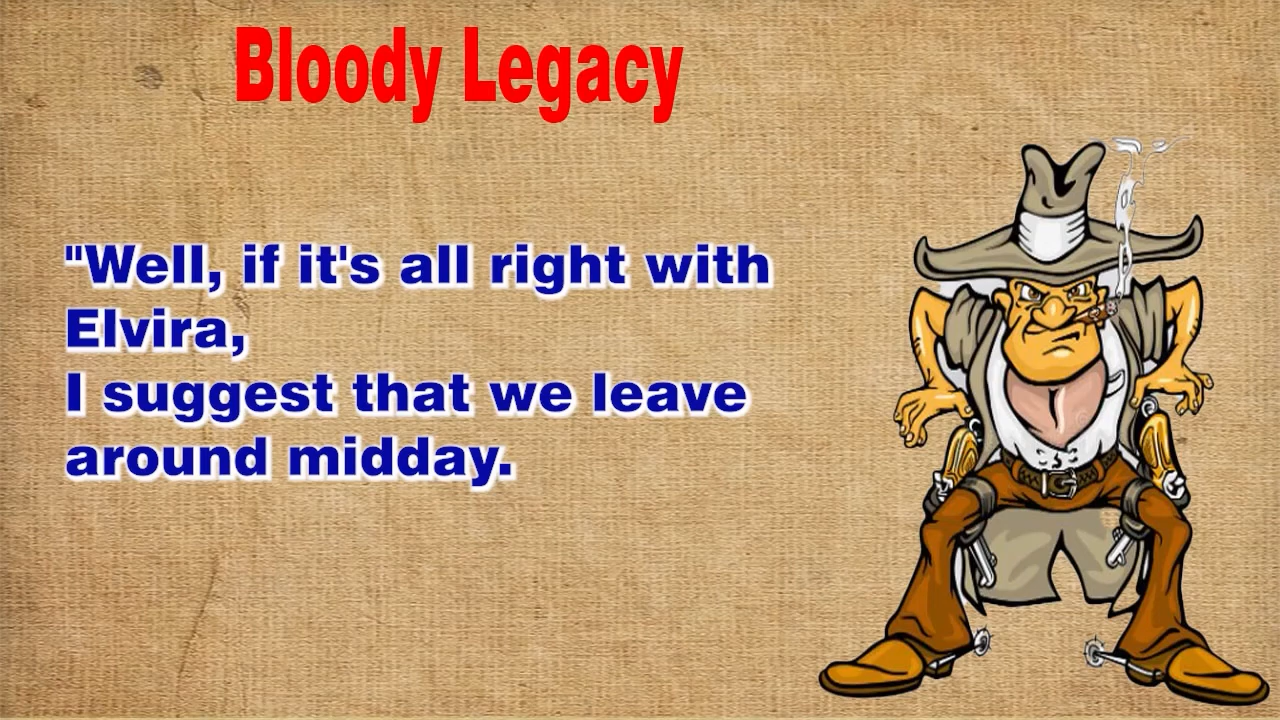 Bloody Legacy
"Well, if it's all right with
Elvira,
I suggest that we leave
around midday.